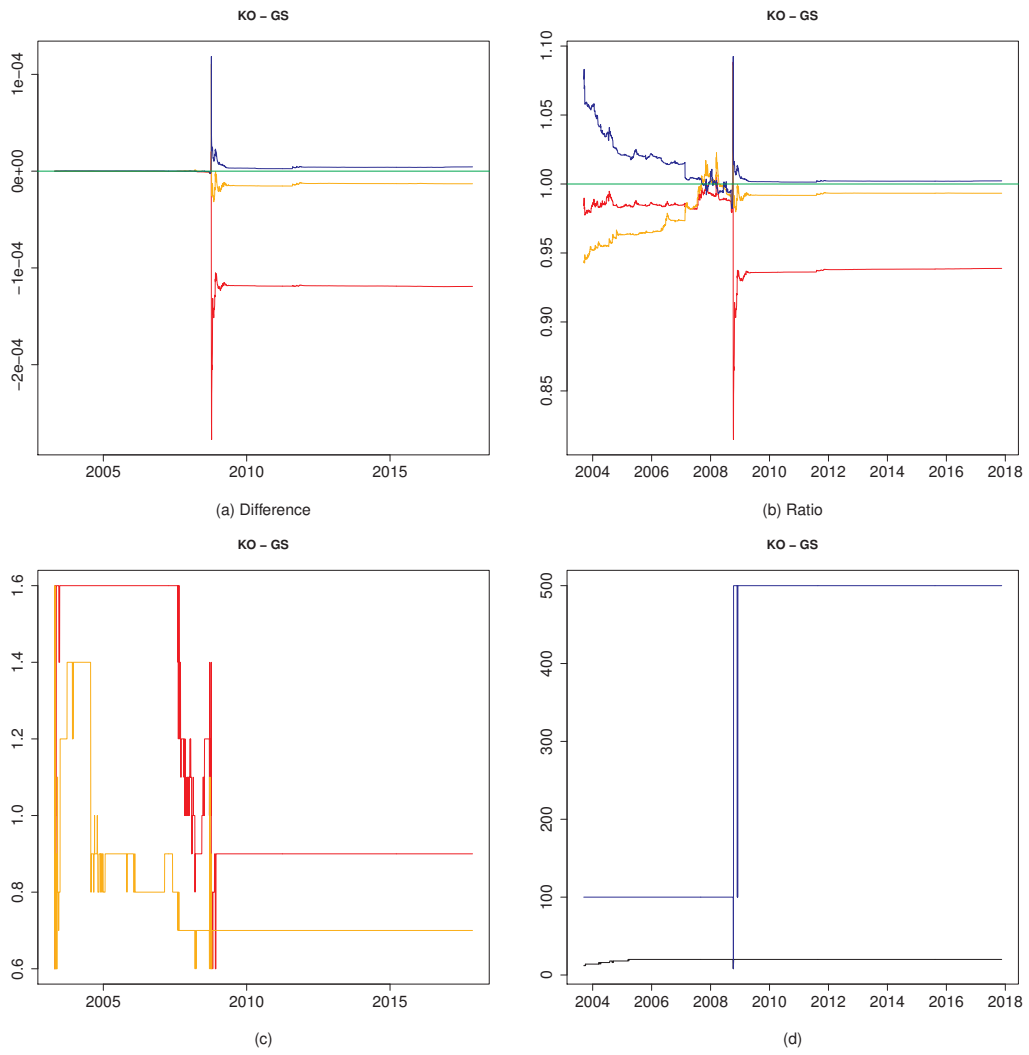 KO – GS
1e−04
0e+00
−1e−04
−2e−04
2005 2010 2015
(a) Difference
KO – GS
1.10
1.05
1.00
0.95
0.90
0.85
2004 2006 2008 2010 2012 2014 2016 2018
(b) Ratio
KO – GS
1.6
1.4
1.2
1.0
0.8
0.6
2005 2010 2015
(c)
KO – GS
500
400
300
200
100
0
2004 2006 2008 2010 2012 2014 2016 2018
(d)